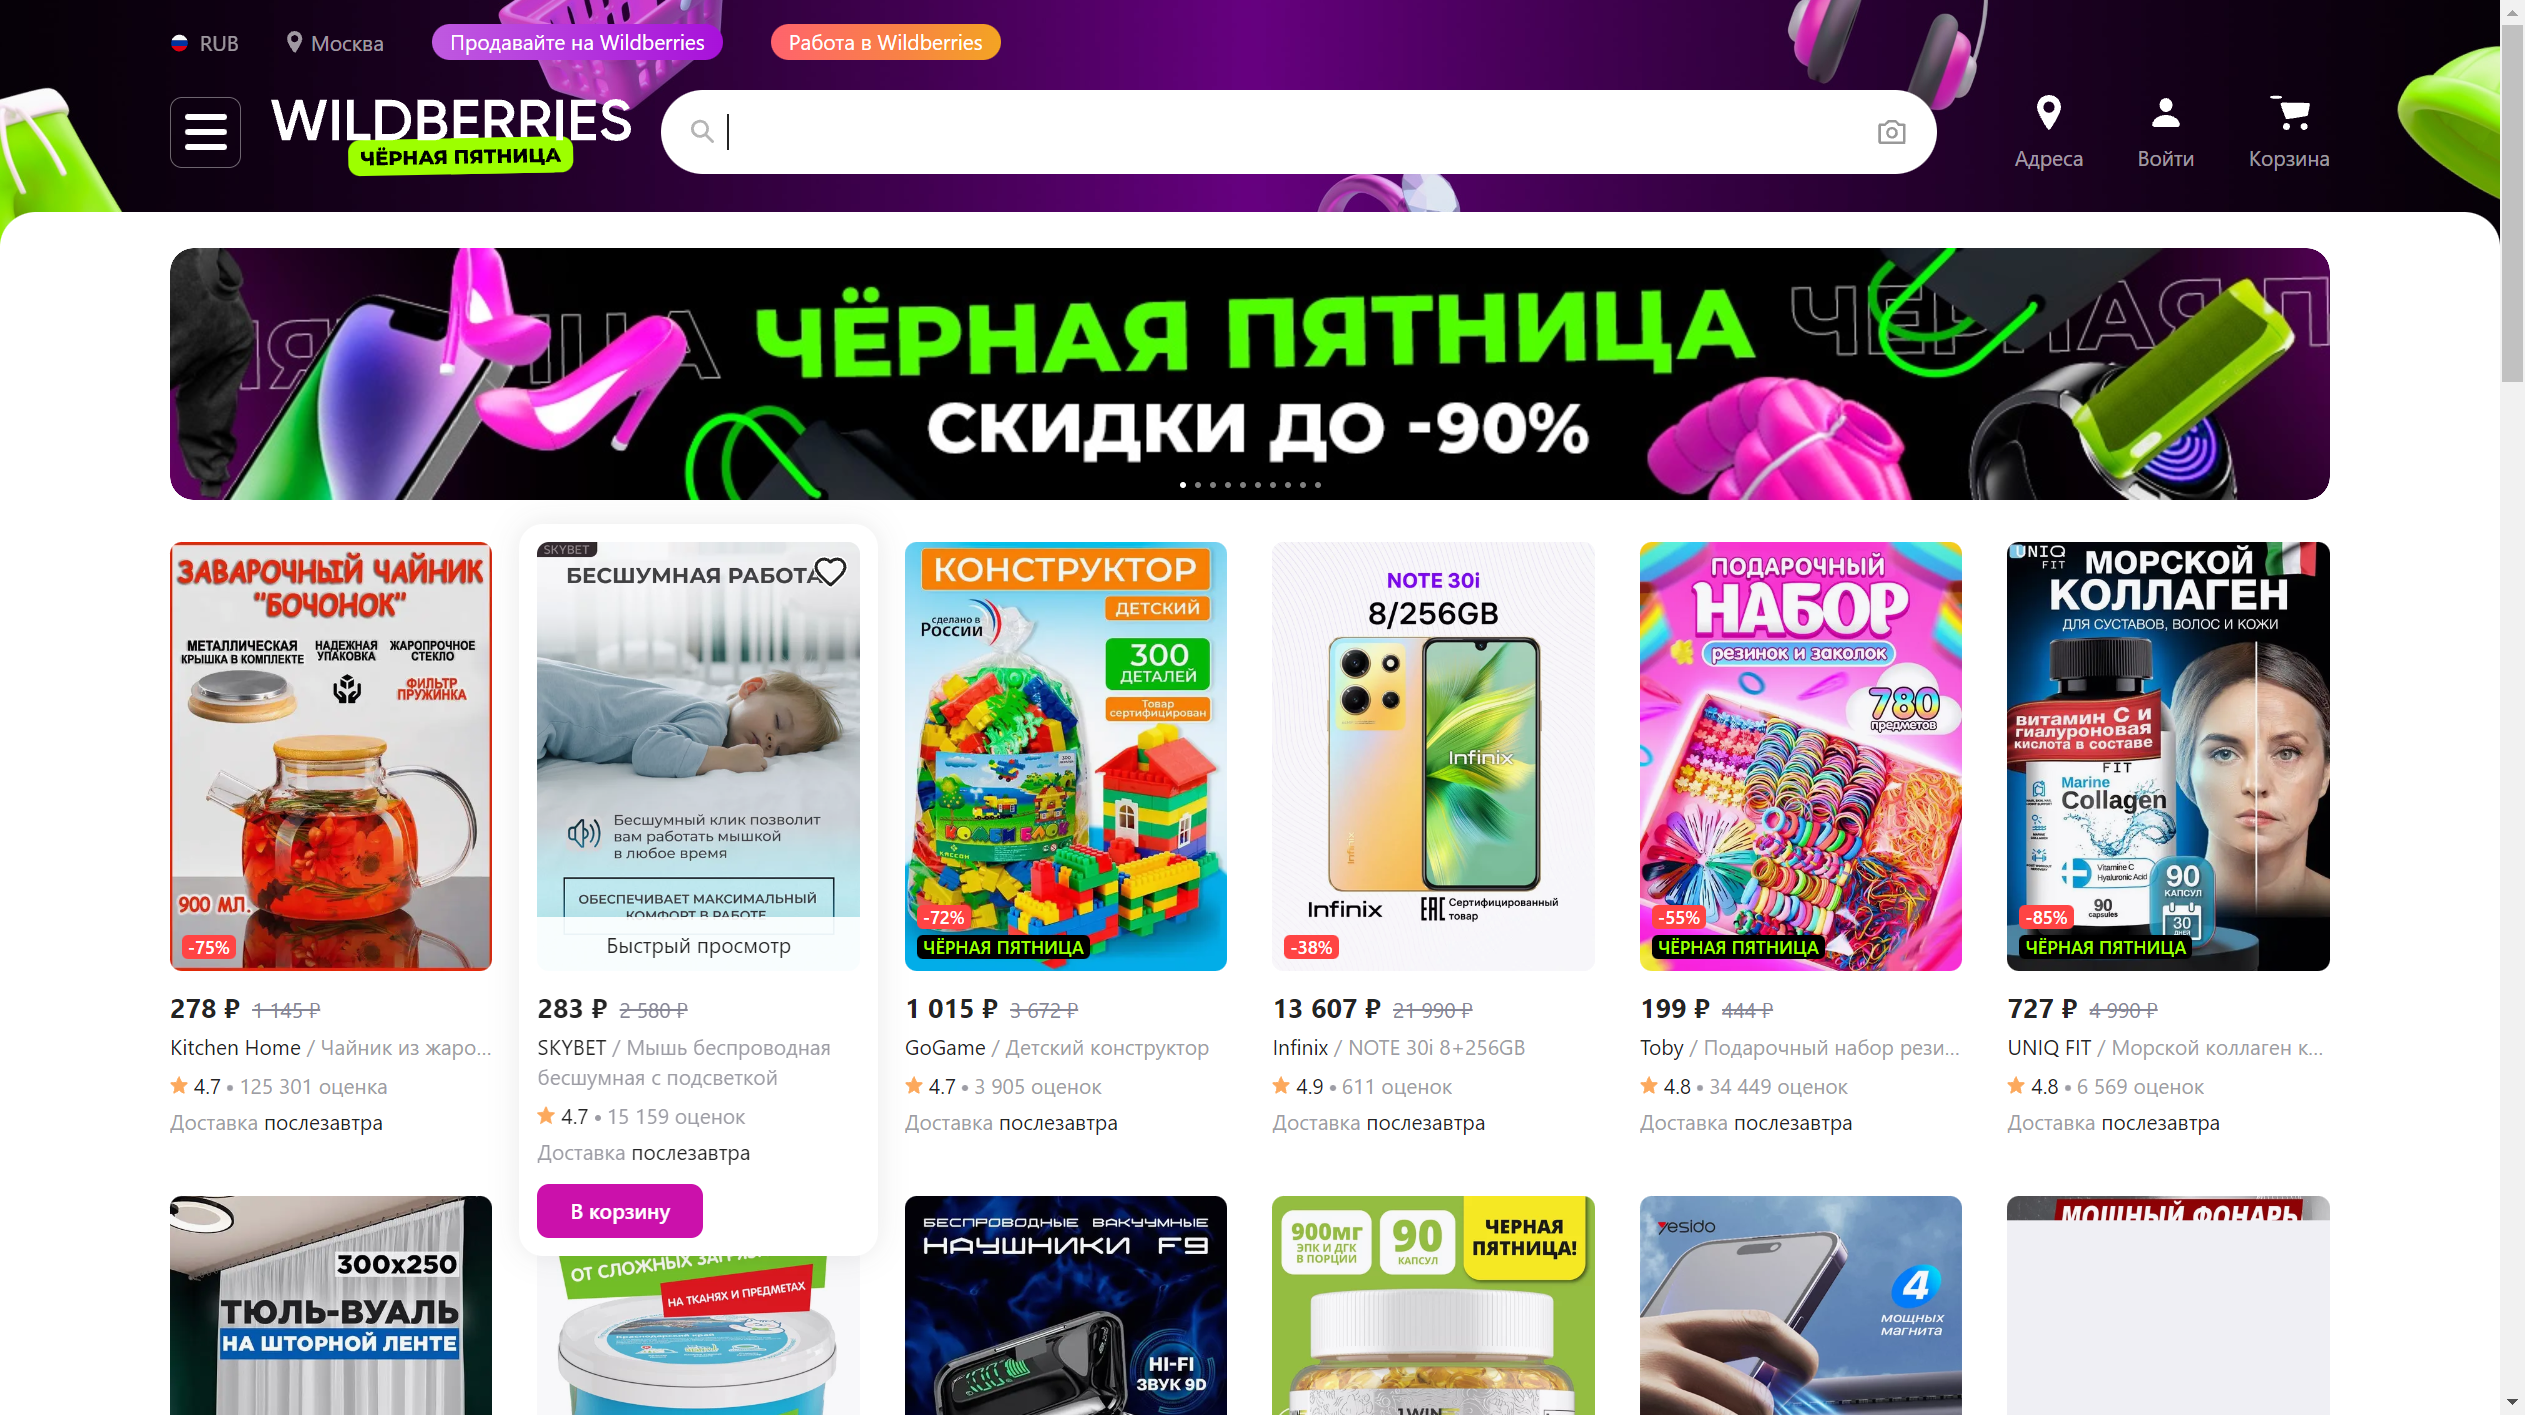 RUB
Москва
Продавайте на Wildberries
Работа в Wildberries
WILDBERRIES
ЧЁРНАЯ ПЯТНИЦА
Адреса
Войти
Корзина
ЧЁРНАЯ ПЯТНИЦА
СКИДКИ ДО -90%
ЗАВАРОЧНЫЙ ЧАЙНИК
"БОЧОНОК"
МЕТАЛЛИЧЕСКАЯ
КРЫШКА В КОМПЛЕКТЕ
НАДЕЖНАЯ
УПАКОВКА
ЖАРОПРОЧНОЕ
СТЕКЛО
ФИЛЬТР
ПРУЖИНКА
900 МЛ.
-75%
278 ₽ 1 145 ₽
Kitchen Home / Чайник из жаро...
4.7 • 125 301 оценка
Доставка послезавтра
SKYBET
БЕСШУМНАЯ РАБОТА
Бесшумный клик позволит
вам работать мышкой
в любое время
ОБЕСПЕЧИВАЕТ МАКСИМАЛЬНЫЙ
КОМФОРТ В РАБОТЕ
Быстрый просмотр
283 ₽ 2 580 ₽
SKYBET / Мышь беспроводная
бесшумная с подсветкой
4.7 • 15 159 оценок
Доставка послезавтра
В корзину
КОНСТРУКТОР
ДЕТСКИЙ
сделано в
России
300
ДЕТАЛЕЙ
Товар
сертифицирован
КОМБИ БЛОК
-72%
ЧЁРНАЯ ПЯТНИЦА
1 015 ₽ 3 672 ₽
GoGame / Детский конструктор
4.7 • 3 905 оценок
Доставка послезавтра
NOTE 30i
8/256GB
Infinix
Infinix
Infinix
EAC
Сертифицированный
товар
-38%
13 607 ₽ 21 990 ₽
Infinix / NOTE 30i 8+256GB
4.9 • 611 оценок
Доставка послезавтра
ПОДАРОЧНЫЙ
НАБОР
резинок и заколок
780
предметов
-55%
ЧЁРНАЯ ПЯТНИЦА
199 ₽ 444 ₽
Toby / Подарочный набор рези...
4.8 • 34 449 оценок
Доставка послезавтра
UNIQ
FIT
МОРСКОЙ
КОЛЛАГЕН
ДЛЯ СУСТАВОВ, ВОЛОС И КОЖИ
витамин С и
гиалуроновая
кислота в составе
FIT
Marine
Collagen
Vitamine C
Hyaluronic Acid
90
capsules
90
КАПСУЛ
30
ДНЕЙ
-85%
ЧЁРНАЯ ПЯТНИЦА
727 ₽ 4 990 ₽
UNIQ FIT / Морской коллаген к...
4.8 • 6 569 оценок
Доставка послезавтра
300x250
ТЮЛЬ-ВУАЛЬ
НА ШТОРНОЙ ЛЕНТЕ
ОТ СЛОЖНЫХ ЗАГРЯЗ
НА ТКАНЯХ И ПРЕДМЕТАХ
БЕСПРОВОДНЫЕ ВАКУУМНЫЕ
НАУШНИКИ F9
HI-FI
ЗВУК 9D
900мг
ЭПК И ДГК
В ПОРЦИИ
90
КАПСУЛ
ЧЕРНАЯ
ПЯТНИЦА!
1WIN
yesido
4
МОЩНЫХ
МАГНИТА
МОЩНЫЙ ФОНАРЬ